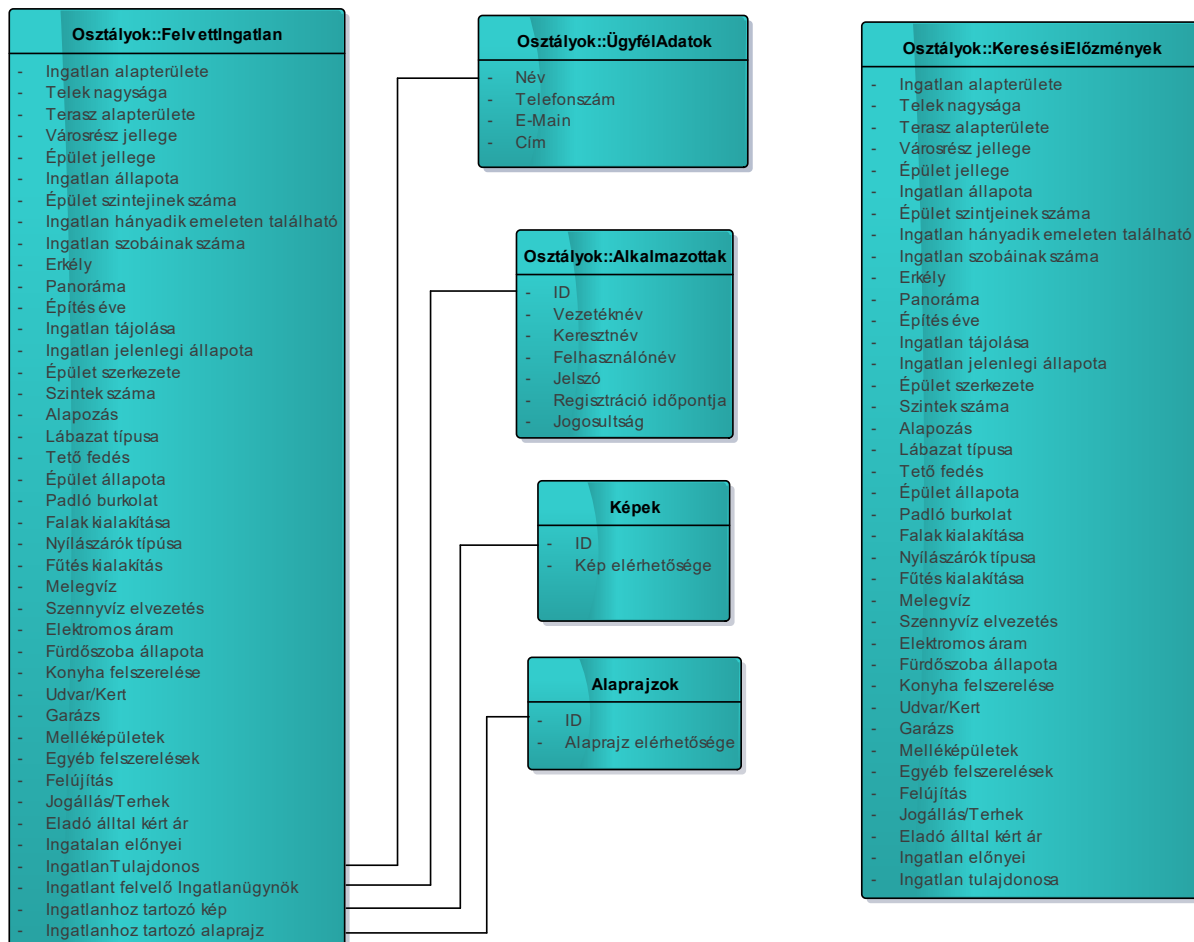 Osztályok::FelvettIngatlan
- Ingatlan alapterülete
- Telek nagysága
- Terasz alapterülete
- Városrész jellege
- Épület jellege
- Ingatlan állapota
- Épület szintejinek száma
- Ingatlan hányadik emeleten található
- Ingatlan szobáinak száma
- Erkély
- Panoráma
- Építés éve
- Ingatlan tájolása
- Ingatlan jelenlegi állapota
- Épület szerkezete
- Szintek száma
- Alapozás
- Lábazat típusa
- Tető fedés
- Épület állapota
- Padló burkolat
- Falak kialakítása
- Nyílászárók típúsa
- Fűtés kialakítás
- Melegvíz
- Szennyvíz elvezetés
- Elektromos áram
- Fürdőszoba állapota
- Konyha felszerelése
- Udvar/Kert
- Garázs
- Melléképületek
- Egyéb felszerelések
- Felújítás
- Jogállás/Terhek
- Eladó álltal kért ár
- Ingatalan előnyei
- IngatlanTulajdonos
- Ingatlant felvelő Ingatlanügynök
- Ingatlanhoz tartozó kép
- Ingatlanhoz tartozó alaprajz
Osztályok::ÜgyfélAdatok
- Név
- Telefonszám
- E-Main
- Cím
Osztályok::Alkalmazottak
- ID
- Vezetéknév
- Keresztnév
- Felhasználónév
- Jelszó
- Regisztráció időpontja
- Jogosultság
Képek
- ID
- Kép elérhetősége
Alaprajzok
- ID
- Alaprajz elérhetősége
Osztályok::KeresésiElőzmények
- Ingatlan alapterülete
- Telek nagysága
- Terasz alapterülete
- Városrész jellege
- Épület jellege
- Ingatlan állapota
- Épület szintjeinek száma
- Ingatlan hányadik emeleten található
- Ingatlan szobáinak száma
- Erkély
- Panoráma
- Építés éve
- Ingatlan tájolása
- Ingatlan jelenlegi állapota
- Épület szerkezete
- Szintek száma
- Alapozás
- Lábazat típusa
- Tető fedés
- Épület állapota
- Padló burkolat
- Falak kialakítása
- Nyílászárók típusa
- Fűtés kialakítása
- Melegvíz
- Szennyvíz elvezetés
- Elektromos áram
- Fürdőszoba állapota
- Konyha felszerelése
- Udvar/Kert
- Garázs
- Melléképületek
- Egyéb felszerelések
- Felújítás
- Jogállás/Terhek
- Eladó álltal kért ár
- Ingatlan előnyei
- Ingatlan tulajdonosa